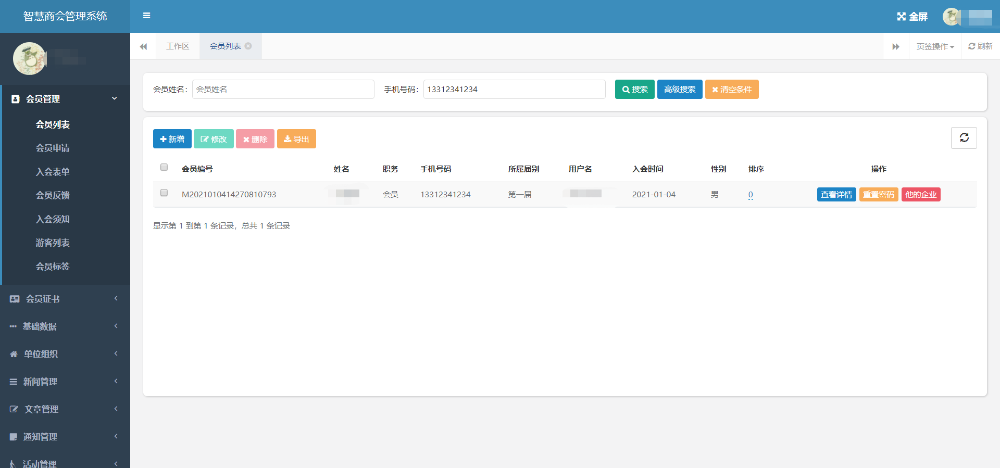 智慧商会管理系统
全屏
工作区 会员列表 页签操作 刷新
会员管理
会员列表
会员申请
入会表单
会员反馈
入会须知
游客列表
会员标签
会员证书
基础数据
单位组织
新闻管理
文章管理
通知管理
活动管理
会员姓名： 会员姓名 手机号码： 13312341234 搜索 高级搜索 清空条件
新增 修改 删除 导出
会员编号 姓名 职务 手机号码 所属届别 用户名 入会时间 性别 排序 操作
M2021010414270810793 会员 13312341234 第一届 2021-01-04 男 0 查看详情 重置密码 他的企业
显示第 1 到第 1 条记录，总共 1 条记录